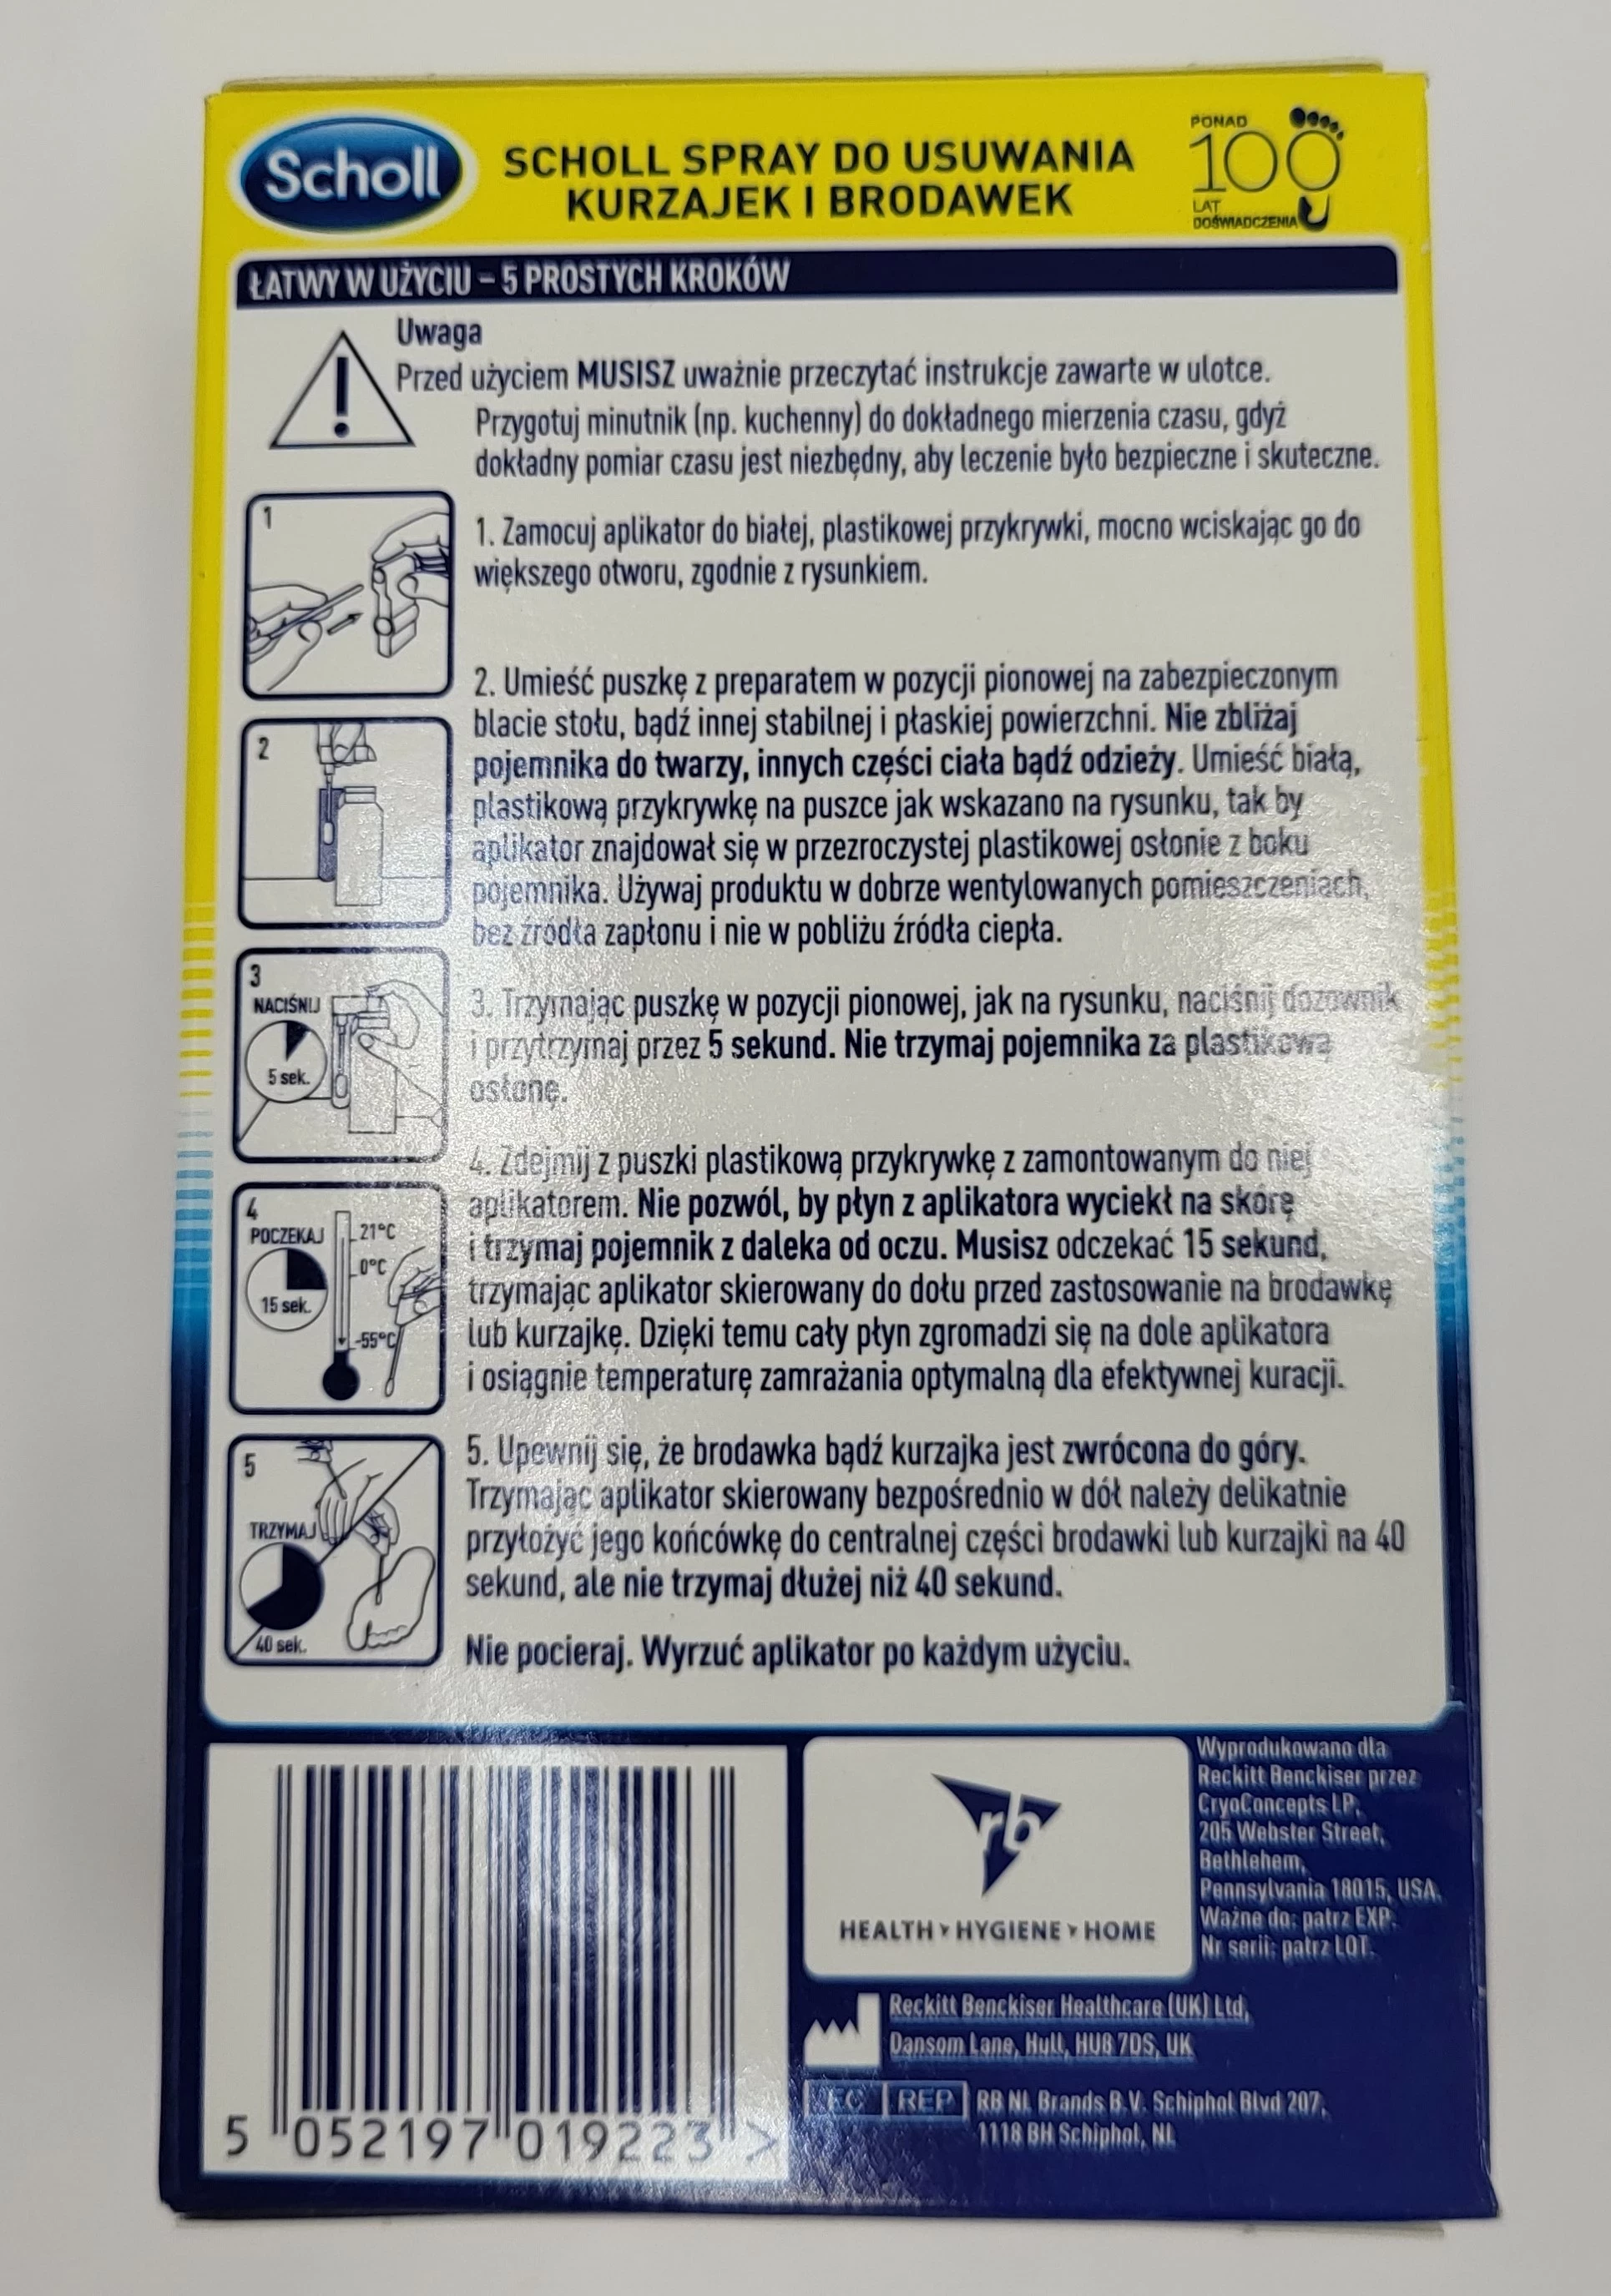 Scholl
SCHOLL SPRAY DO USUWANIA
KURZAJEK I BRODAWEK
PONAD
100
LAT
DOŚWIADCZENIA
ŁATWY W UŻYCIU – 5 PROSTYCH KROKÓW
Uwaga
Przed użyciem MUSISZ uważnie przeczytać instrukcje zawarte w ulotce.
Przygotuj minutnik (np. kuchenny) do dokładnego mierzenia czasu, gdyż
dokładny pomiar czasu jest niezbędny, aby leczenie było bezpieczne i skuteczne.
1
1. Zamocuj aplikator do białej, plastikowej przykrywki, mocno wciskając go do
większego otworu, zgodnie z rysunkiem.
2
2. Umieść puszkę z preparatem w pozycji pionowej na zabezpieczonym
blacie stołu, bądź innej stabilnej i płaskiej powierzchni. Nie zbliżaj
pojemnika do twarzy, innych części ciała bądź odzieży. Umieść białą,
plastikową przykrywkę na puszce jak wskazano na rysunku, tak by
aplikator znajdował się w przezroczystej plastikowej osłonie z boku
pojemnika. Używaj produktu w dobrze wentylowanych pomieszczeniach,
bez źródła zapłonu i nie w pobliżu źródła ciepła.
3
NACIŚNIJ
5 sek.
3. Trzymając puszkę w pozycji pionowej, jak na rysunku, naciśnij dozownik
i przytrzymaj przez 5 sekund. Nie trzymaj pojemnika za plastikową
osłonę.
4
POCZEKAJ
15 sek.
21°C
0°C
-55°C
4. Zdejmij z puszki plastikową przykrywkę z zamontowanym do niej
aplikatorem. Nie pozwól, by płyn z aplikatora wyciekł na skórę
i trzymaj pojemnik z daleka od oczu. Musisz odczekać 15 sekund,
trzymając aplikator skierowany do dołu przed zastosowanie na brodawkę
lub kurzajkę. Dzięki temu cały płyn zgromadzi się na dole aplikatora
i osiągnie temperaturę zamrażania optymalną dla efektywnej kuracji.
5
TRZYMAJ
40 sek.
5. Upewnij się, że brodawka bądź kurzajka jest zwrócona do góry.
Trzymając aplikator skierowany bezpośrednio w dół należy delikatnie
przyłożyć jego końcówkę do centralnej części brodawki lub kurzajki na 40
sekund, ale nie trzymaj dłużej niż 40 sekund.
Nie pocieraj. Wyrzuć aplikator po każdym użyciu.
5 052197 019223 >
rb
HEALTH HYGIENE HOME
Wyprodukowano dla
Reckitt Benckiser przez
CryoConcepts LP,
205 Webster Street,
Bethlehem,
Pennsylvania 18015, USA.
Ważne do: patrz EXP.
Nr serii: patrz LOT.
Reckitt Benckiser Healthcare (UK) Ltd,
Dansom Lane, Hull, HU8 7DS, UK
EC REP
RB NL Brands B.V. Schiphol Blvd 207,
1118 BH Schiphol, NL